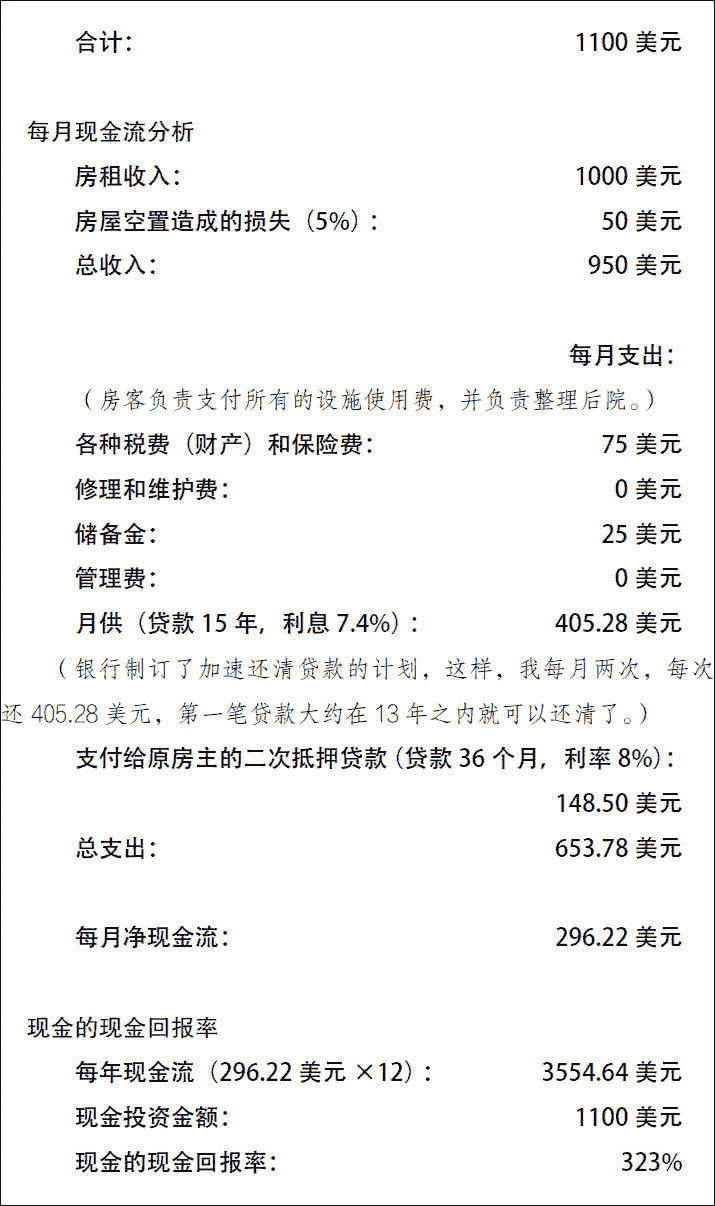 合计： 1100 美元
每月现金流分析
房租收入： 1000 美元
房屋空置造成的损失（5%）： 50 美元
总收入： 950 美元
每月支出：
（房客负责支付所有的设施使用费，并负责整理后院。）
各种税费（财产）和保险费： 75 美元
修理和维护费： 0 美元
储备金： 25 美元
管理费： 0 美元
月供（贷款 15 年，利息 7.4%）： 405.28 美元
（银行制订了加速还清贷款的计划，这样，我每月两次，每次
还 405.28 美元，第一笔贷款大约在 13 年之内就可以还清了。）
支付给原房主的二次抵押贷款（贷款 36 个月，利率 8%）：
148.50 美元
总支出： 653.78 美元
每月净现金流： 296.22 美元
现金的现金回报率
每年现金流（296.22 美元 ×12）： 3554.64 美元
现金投资金额： 1100 美元
现金的现金回报率： 323%